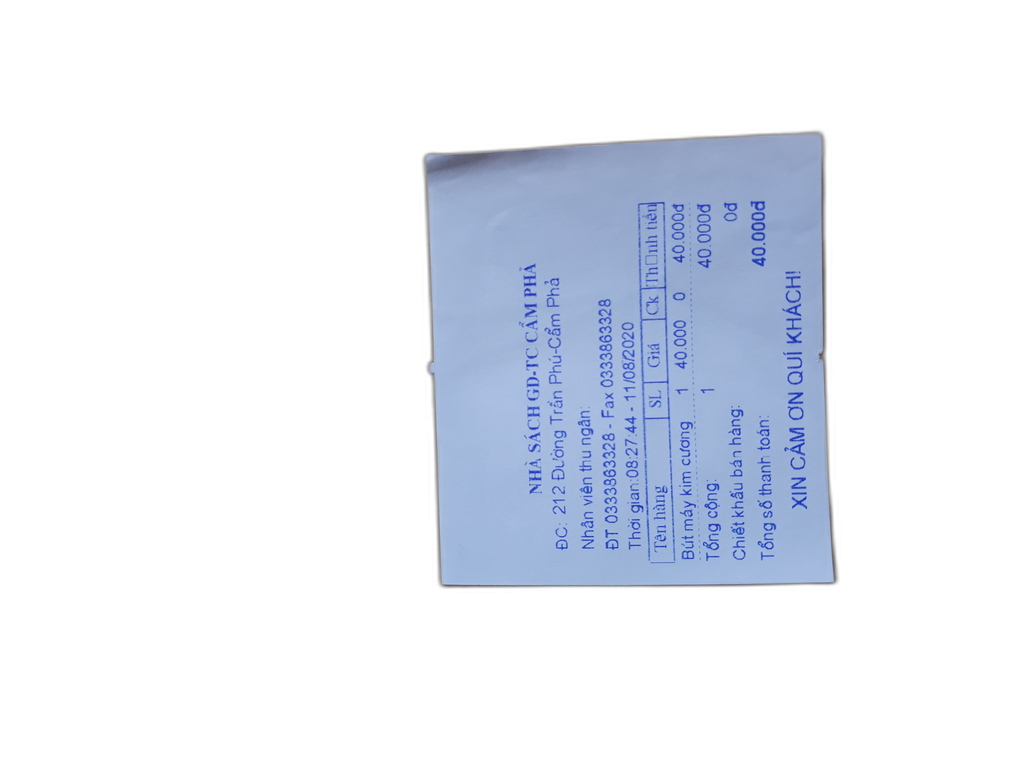 NHÀ SÁCH GD-TC CẨM PHẢ
ĐC: 212 Đường Trần Phú-Cẩm Phả
Nhân viên thu ngân:
ĐT 0333863328 - Fax 0333863328
Thời gian:08:27:44 - 11/08/2020
Tên hàng SL Giá Ck Th□nh tiền
Bút máy kim cương 1 40.000 0 40.000đ
Tổng cộng: 1 40.000đ
Chiết khấu bán hàng: 0đ
Tổng số thanh toán: 40.000đ
XIN CẢM ƠN QUÍ KHÁCH!